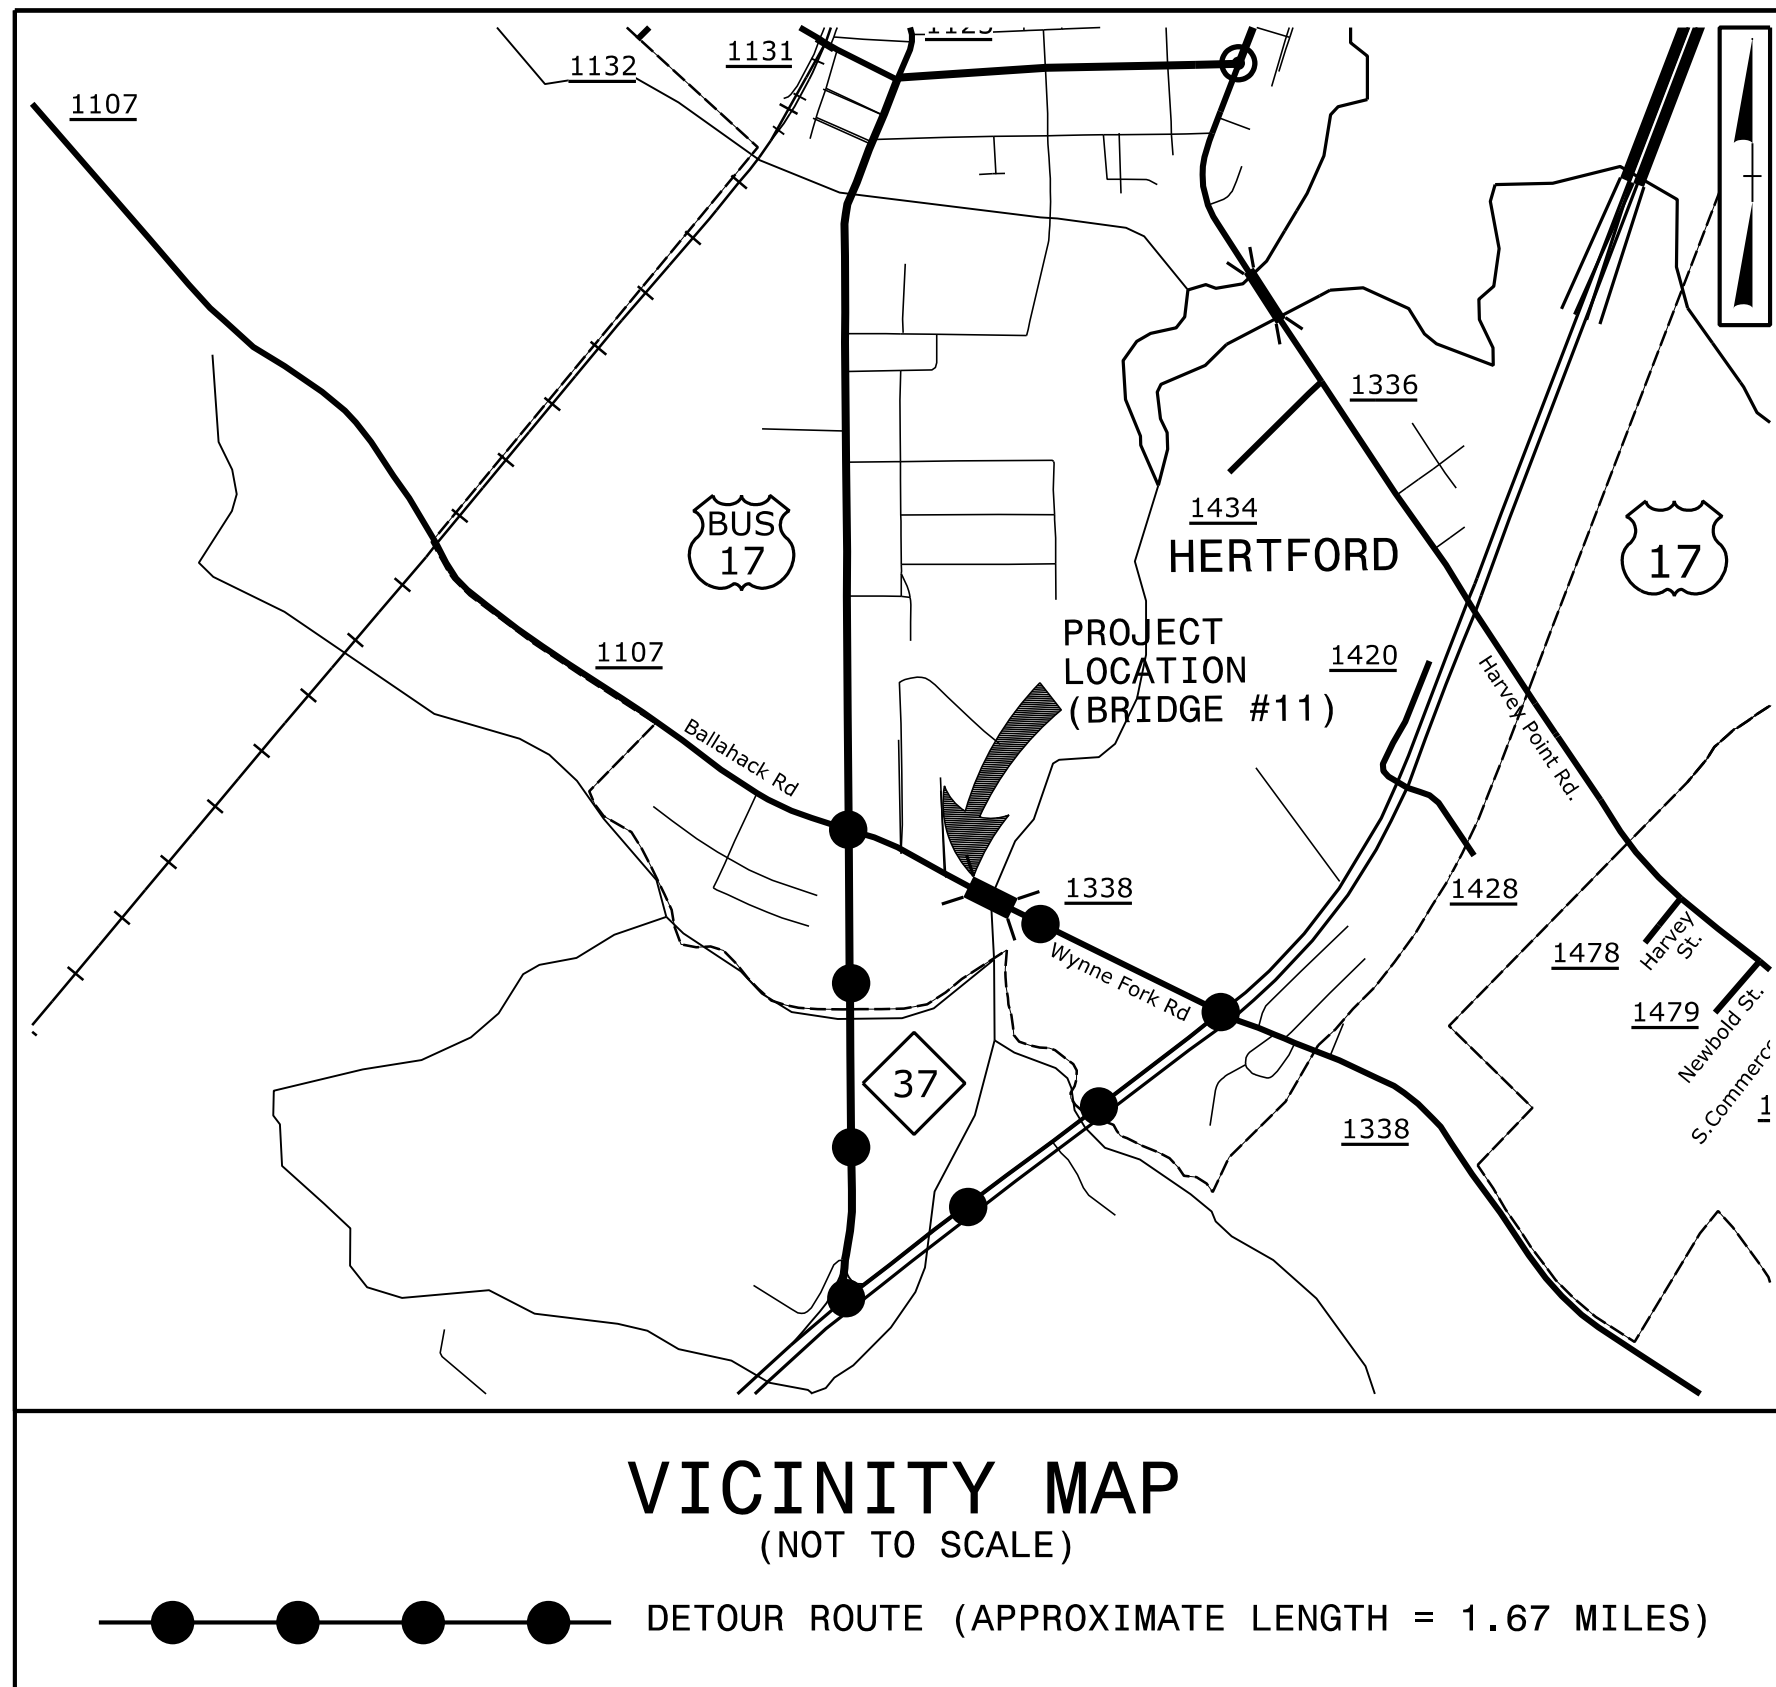 1123
1131
1132
1107
1336
1434
BUS
17
HERTFORD
17
PROJECT
LOCATION
(BRIDGE #11)
1107
1420
Harvey Point Rd.
Ballahack Rd
1338
1428
Wynne Fork Rd
1478
Harvey
St.
1479
Newbold St.
S.Commerce
37
1338
VICINITY MAP
(NOT TO SCALE)
DETOUR ROUTE (APPROXIMATE LENGTH = 1.67 MILES)